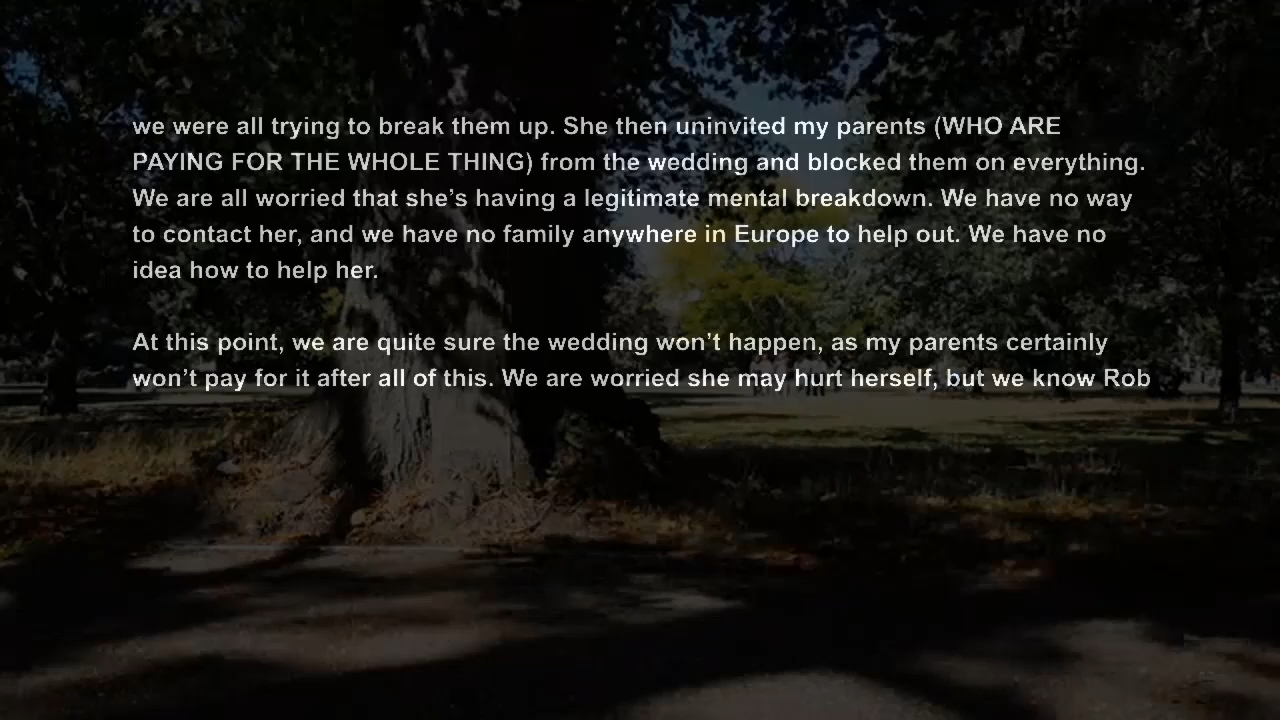 we were all trying to break them up. She then uninvited my parents (WHO ARE
PAYING FOR THE WHOLE THING) from the wedding and blocked them on everything.
We are all worried that she’s having a legitimate mental breakdown. We have no way
to contact her, and we have no family anywhere in Europe to help out. We have no
idea how to help her.
At this point, we are quite sure the wedding won’t happen, as my parents certainly
won’t pay for it after all of this. We are worried she may hurt herself, but we know Rob